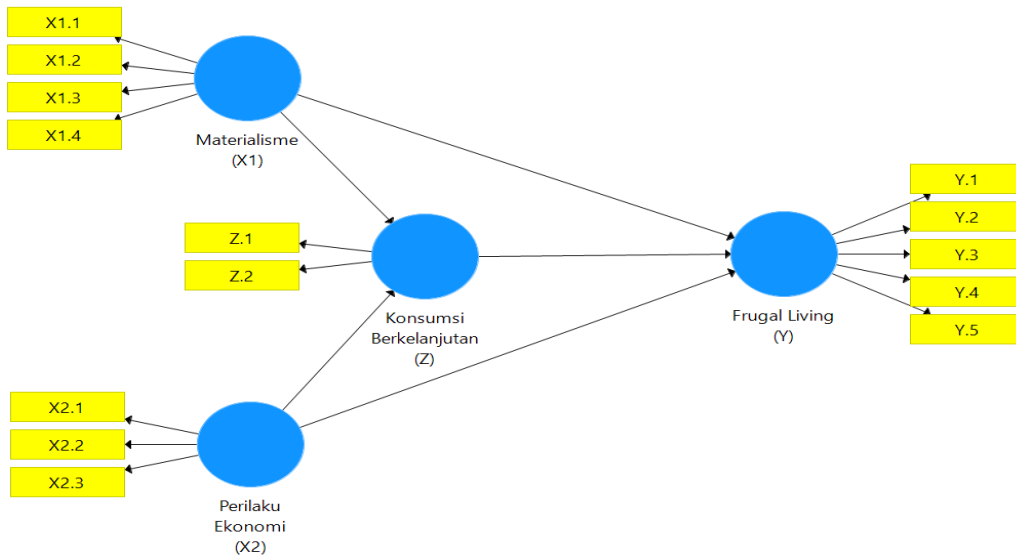 X1.1
X1.2
X1.3
X1.4
Materialisme
(X1)
Z.1
Z.2
Konsumsi
Berkelanjutan
(Z)
Y.1
Y.2
Y.3
Y.4
Y.5
Frugal Living
(Y)
X2.1
X2.2
X2.3
Perilaku
Ekonomi
(X2)